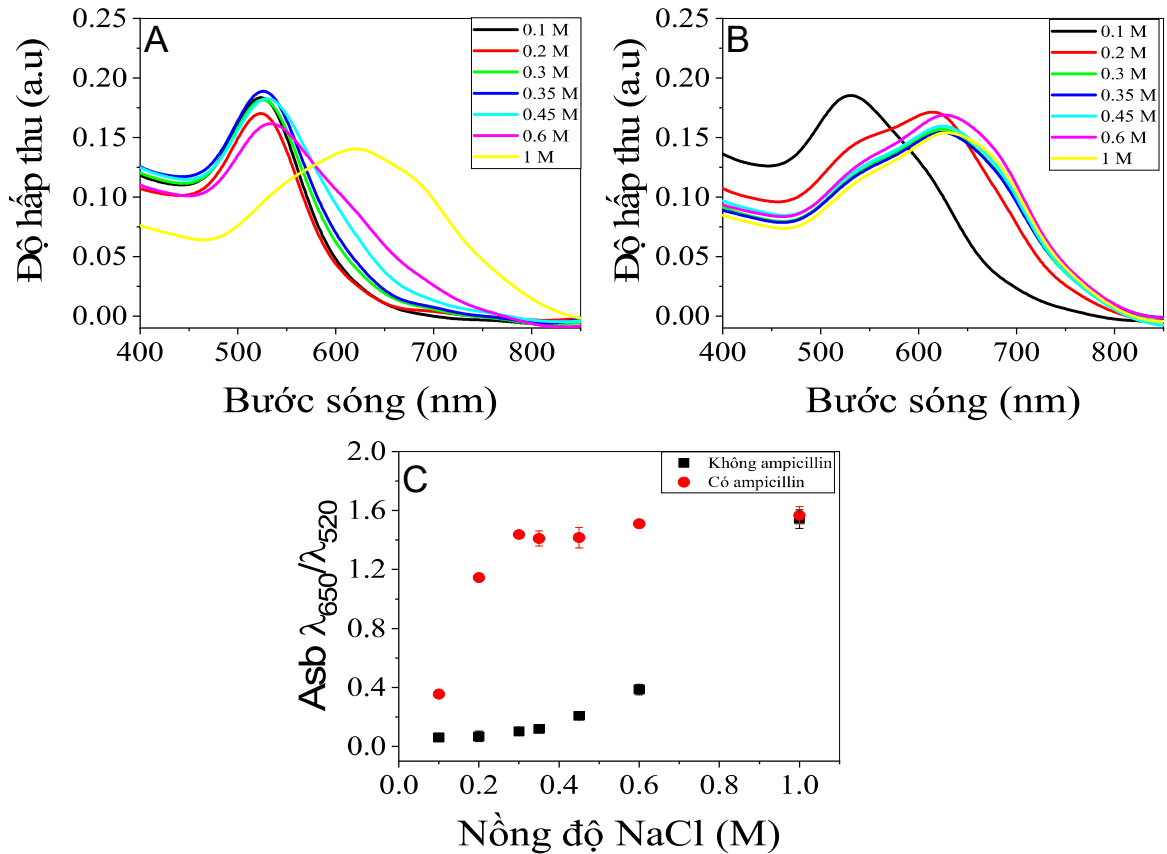 A
0.1 M
0.2 M
0.3 M
0.35 M
0.45 M
0.6 M
1 M
0.25
0.20
0.15
0.10
0.05
0.00
Độ hấp thu (a.u)
400 500 600 700 800
Bước sóng (nm)
B
0.1 M
0.2 M
0.3 M
0.35 M
0.45 M
0.6 M
1 M
0.25
0.20
0.15
0.10
0.05
0.00
Độ hấp thu (a.u)
400 500 600 700 800
Bước sóng (nm)
C
Không ampicillin
Có ampicillin
2.0
1.6
1.2
0.8
0.4
0.0
Asb λ650/λ520
0.0 0.2 0.4 0.6 0.8 1.0
Nồng độ NaCl (M)